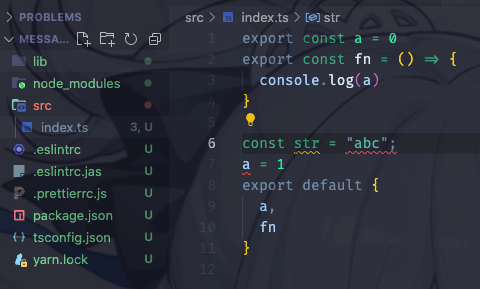 PROBLEMS
MESSA...
lib
node_modules
src
index.ts 3, U
.eslintrc U
.eslintrc.jas U
.prettierrc.js U
package.json U
tsconfig.json U
yarn.lock U
src > index.ts > str
1 export const a = 0
2 export const fn = () => {
3 console.log(a)
4 }
5
6 const str = "abc";
7 a = 1
8 export default {
9 a,
10 fn
11 }